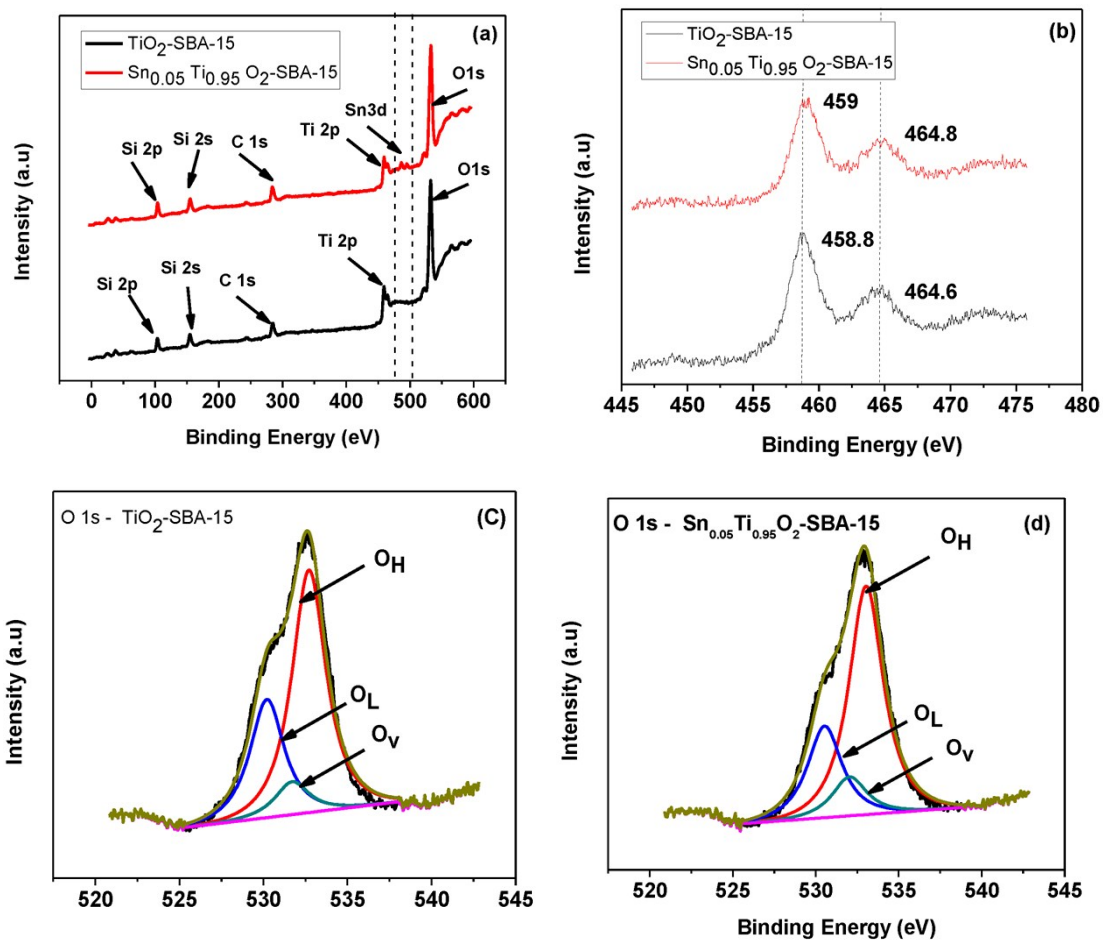 (a)
TiO2-SBA-15
Sn0.05 Ti0.95 O2-SBA-15
O1s
Sn3d
Ti 2p
C 1s
Si 2s
Si 2p
O1s
Ti 2p
C 1s
Si 2s
Si 2p
Intensity (a.u)
0 100 200 300 400 500 600
Binding Energy (eV)
(b)
TiO2-SBA-15
Sn0.05 Ti0.95 O2-SBA-15
459
464.8
458.8
464.6
Intensity (a.u)
445 450 455 460 465 470 475 480
Binding Energy (eV)
O 1s - TiO2-SBA-15
(C)
OH
OL
Ov
Intensity (a.u)
520 525 530 535 540 545
Binding Energy (eV)
O 1s - Sn0.05Ti0.95O2-SBA-15
(d)
OH
OL
Ov
Intensity (a.u)
520 525 530 535 540 545
Binding Energy (eV)